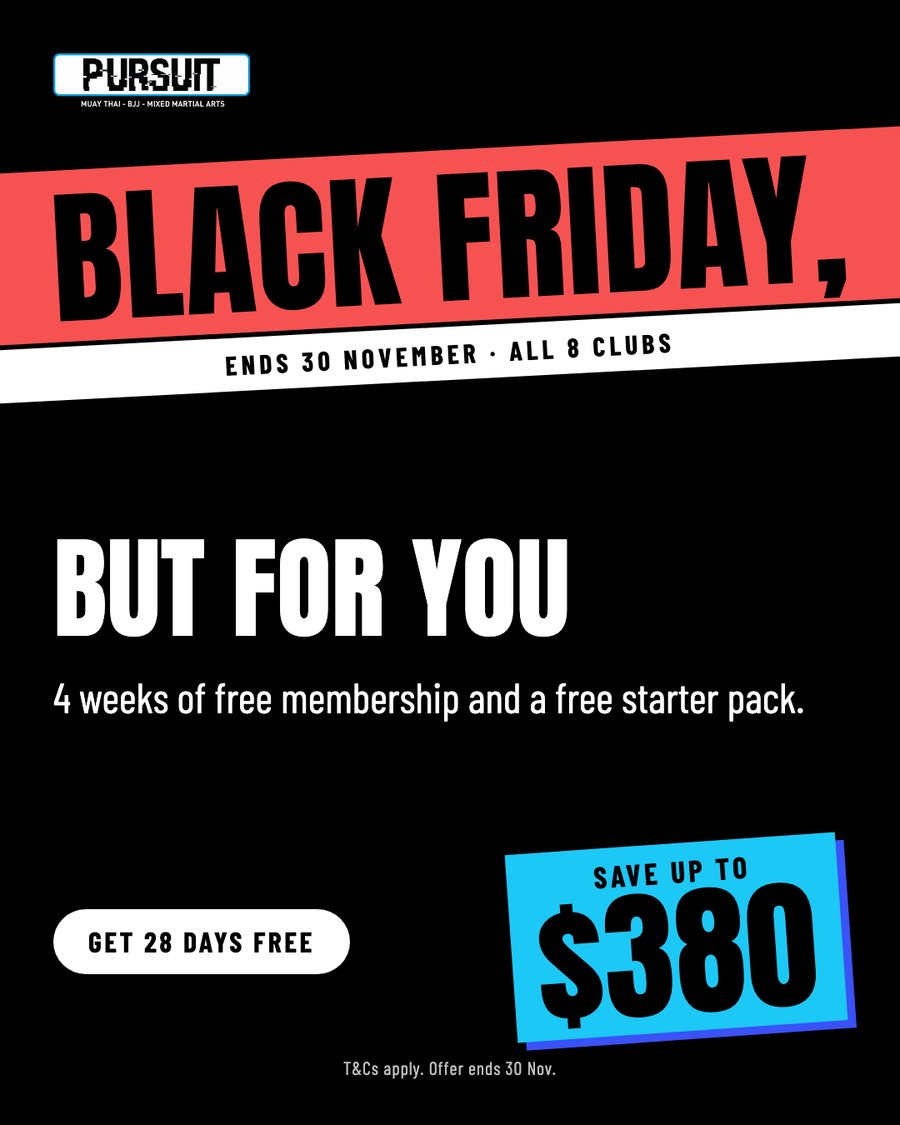 PURSUIT
MUAY THAI - BJJ - MIXED MARTIAL ARTS
BLACK FRIDAY,
ENDS 30 NOVEMBER · ALL 8 CLUBS
BUT FOR YOU
4 weeks of free membership and a free starter pack.
SAVE UP TO
$380
GET 28 DAYS FREE
T&Cs apply. Offer ends 30 Nov.